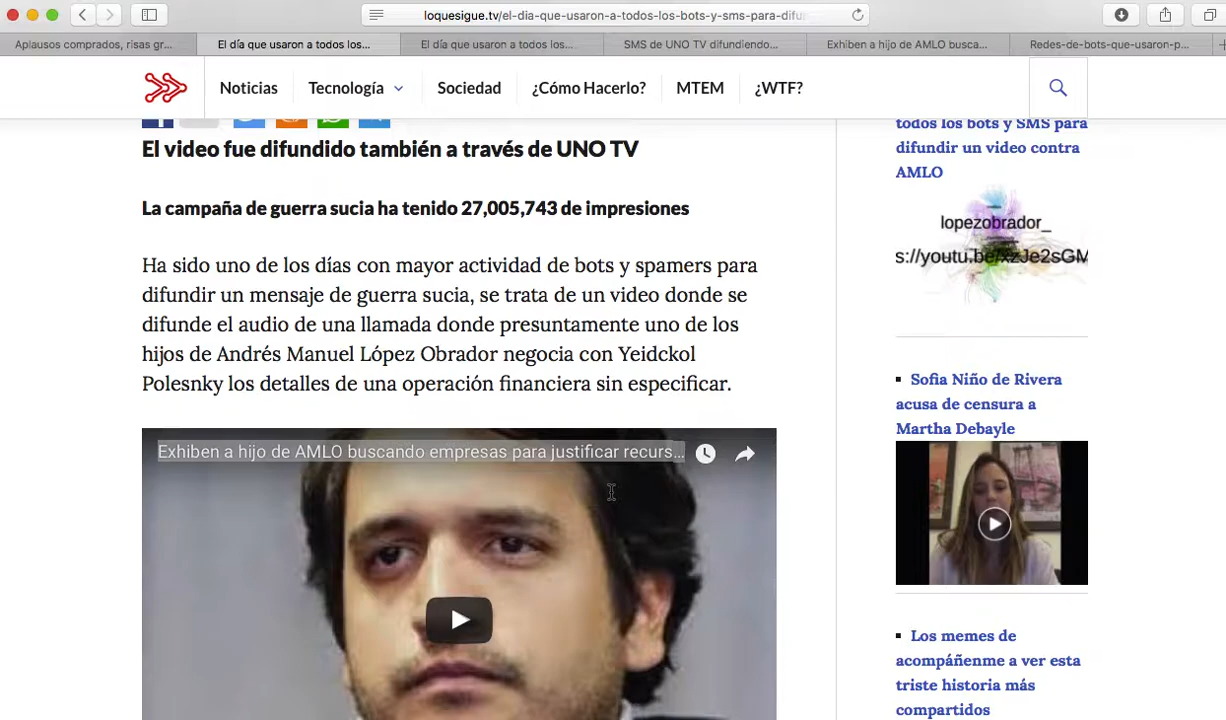 loquesigue.tv/el-dia-que-usaron-a-todos-los-bots-y-sms-para-difu
Aplausos comprados, risas gr...
El día que usaron a todos los...
El día que usaron a todos los...
SMS de UNO TV difundiendo...
Exhiben a hijo de AMLO busca...
Redes-de-bots-que-usaron-p...
Noticias
Tecnología
Sociedad
¿Cómo Hacerlo?
MTEM
¿WTF?
El video fue difundido también a través de UNO TV
La campaña de guerra sucia ha tenido 27,005,743 de impresiones
Ha sido uno de los días con mayor actividad de bots y spamers para
difundir un mensaje de guerra sucia, se trata de un video donde se
difunde el audio de una llamada donde presuntamente uno de los
hijos de Andrés Manuel López Obrador negocia con Yeidckol
Polesnky los detalles de una operación financiera sin especificar.
Exhiben a hijo de AMLO buscando empresas para justificar recurs...
todos los bots y SMS para
difundir un video contra
AMLO
lopezobrador_
s://youtu.be/xzJe2sGM
Sofia Niño de Rivera
acusa de censura a
Martha Debayle
Los memes de
acompáñenme a ver esta
triste historia más
compartidos